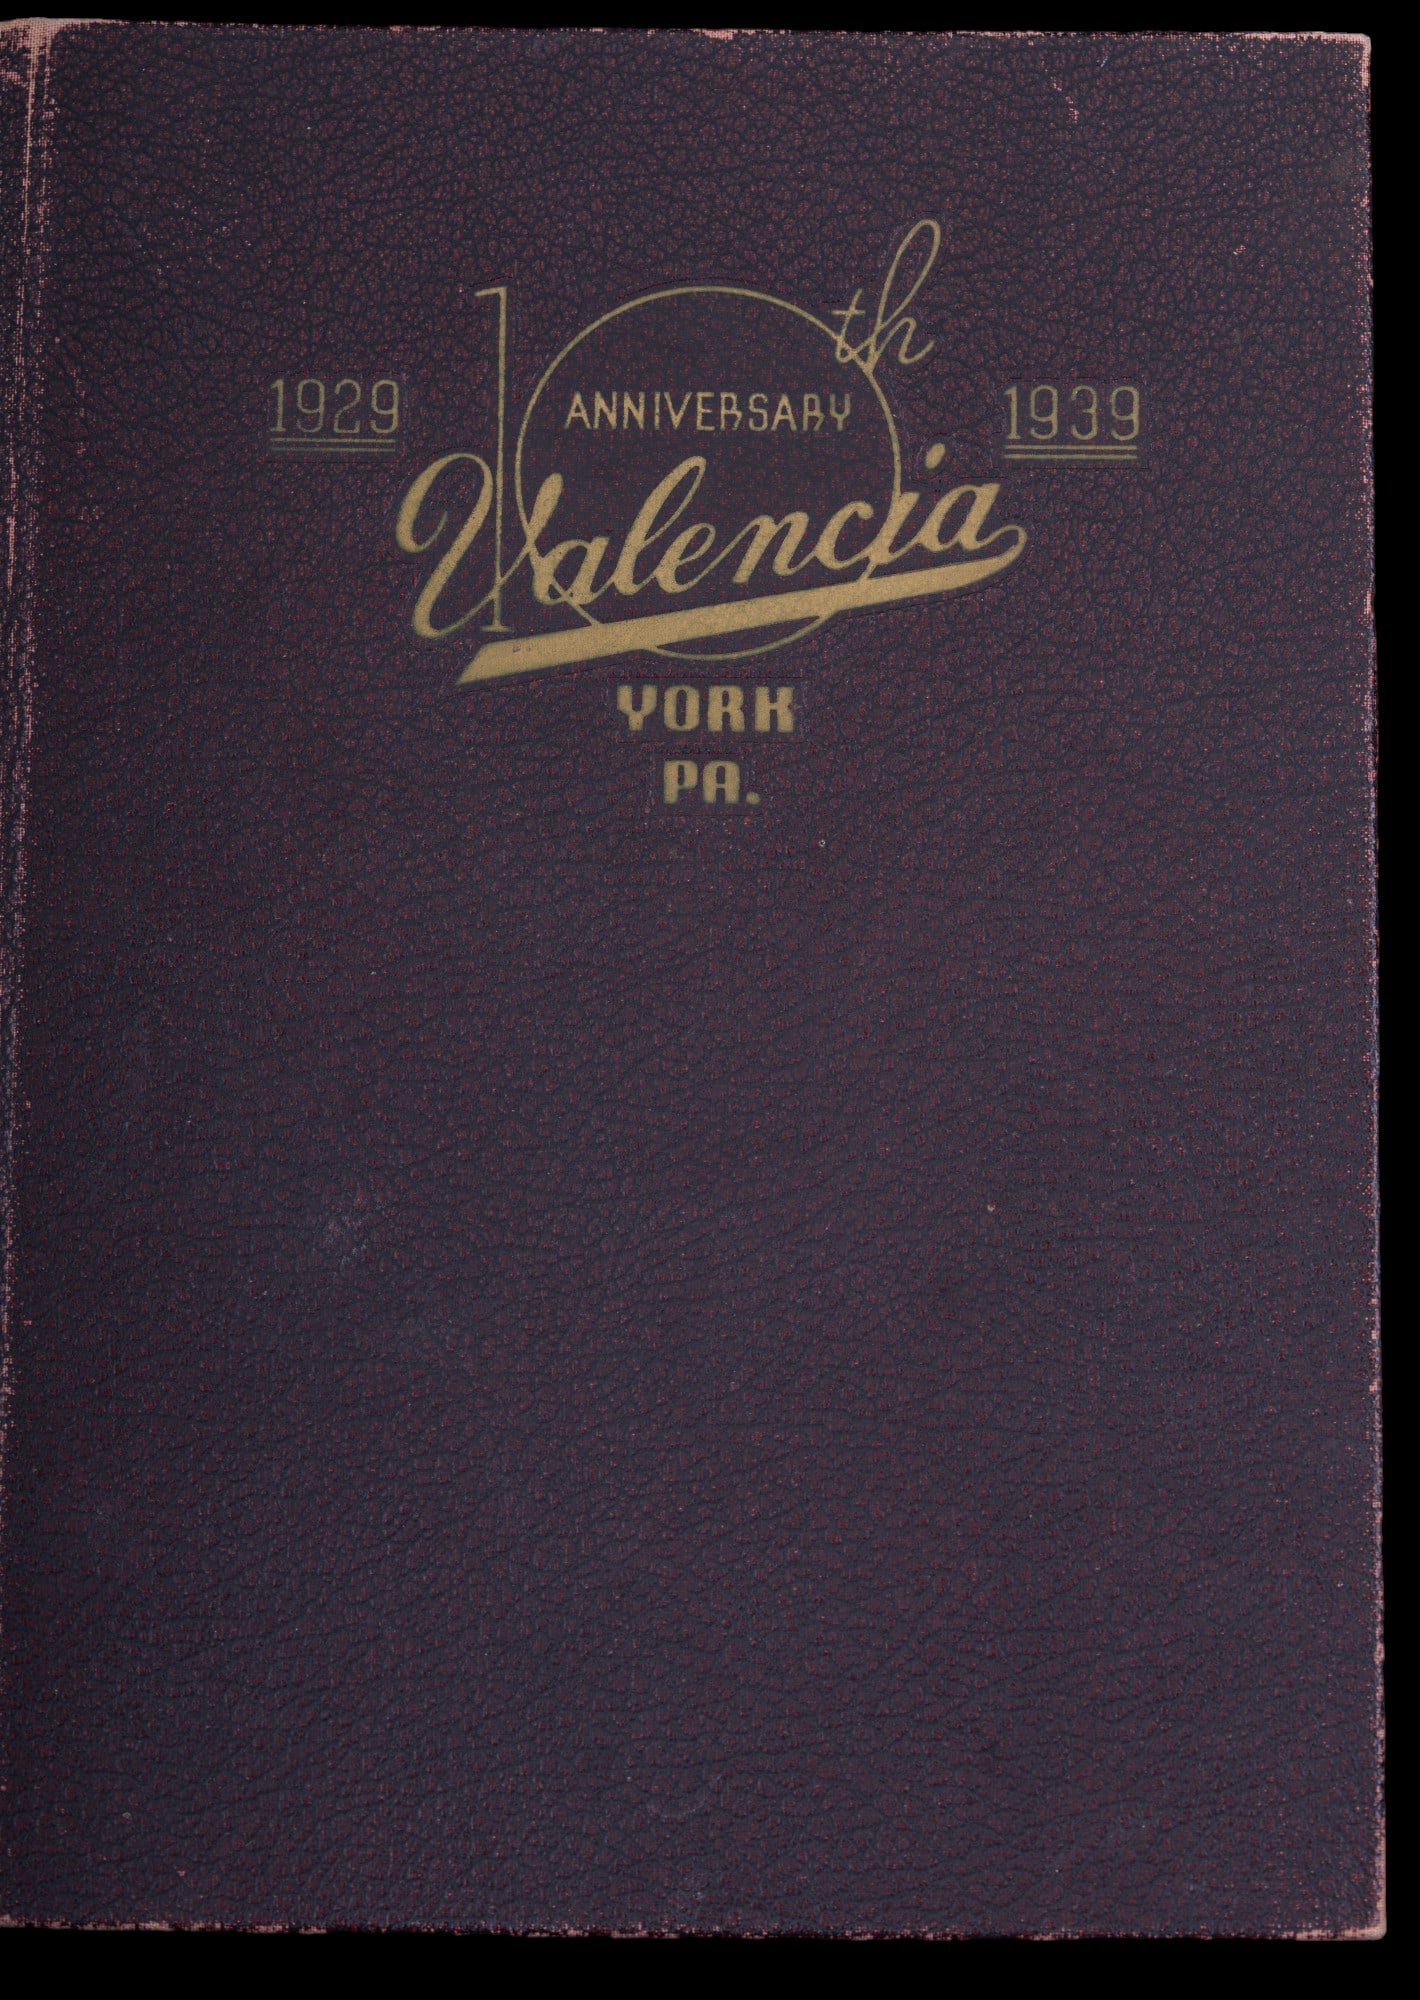 10th
ANNIVERSARY
1929 1939
Valencia
YORK
PA.